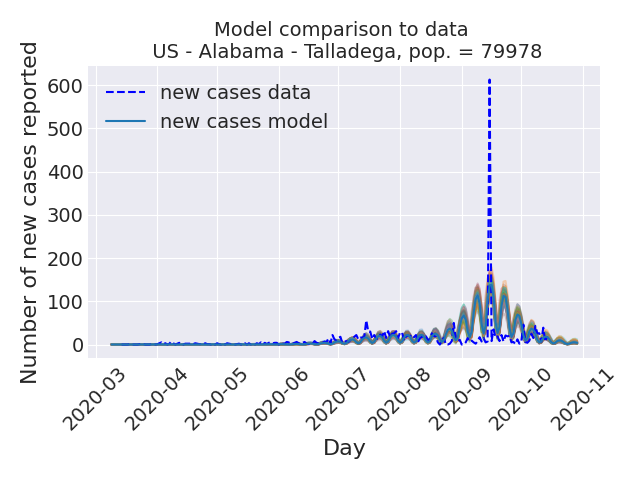 Model comparison to data
US - Alabama - Talladega, pop. = 79978
Number of new cases reported
600
500
400
300
200
100
0
new cases data
new cases model
2020-03
2020-04
2020-05
2020-06
2020-07
2020-08
2020-09
2020-10
2020-11
Day